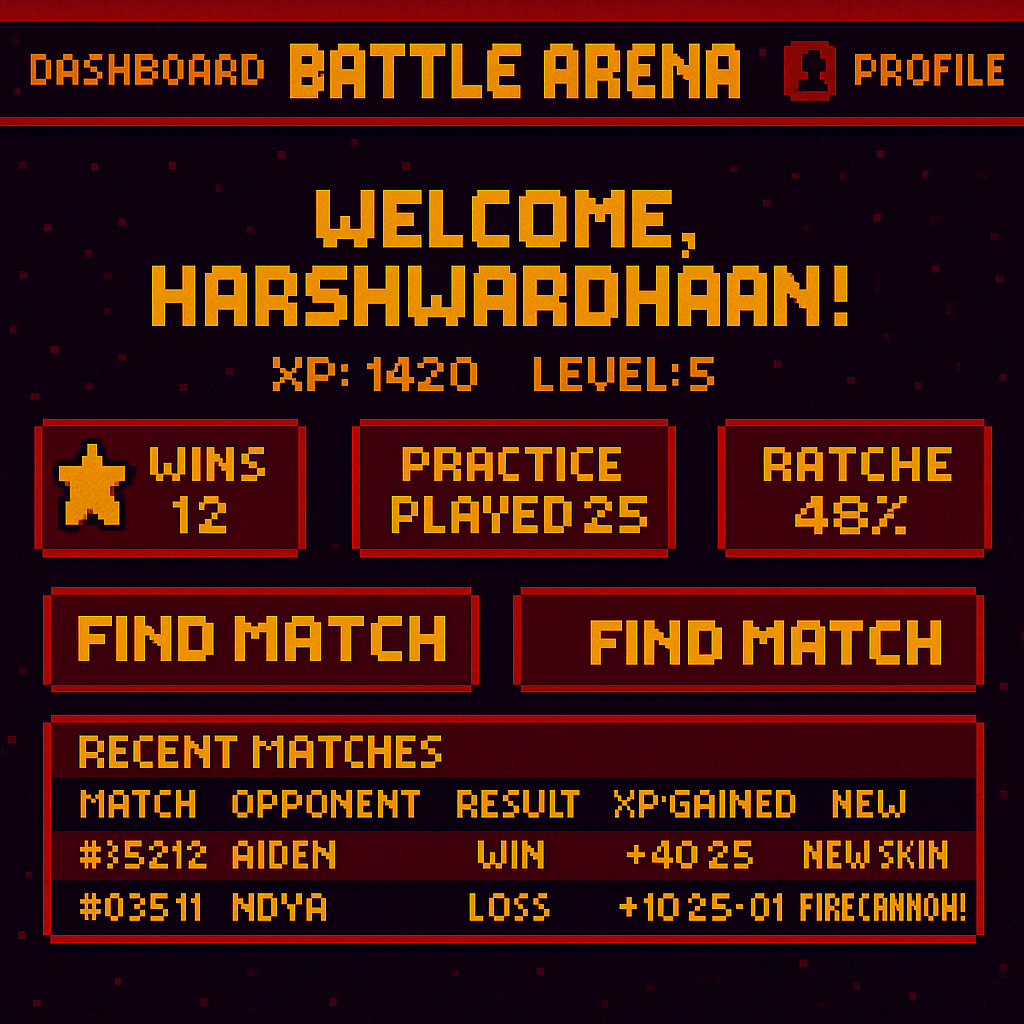 DASHBOARD BATTLE ARENA PROFILE
WELCOME,
HARSHWARDHAAN!
XP: 1420 LEVEL: 5
WINS
12
PRACTICE
PLAYED 25
RATCHE
48%
FIND MATCH
FIND MATCH
RECENT MATCHES
MATCH OPPONENT RESULT XP·GAINED NEW
#35212 AIDEN WIN +40 25 NEW SKIN
#03511 NDYA LOSS +10 25-01 FIRECANNOH!